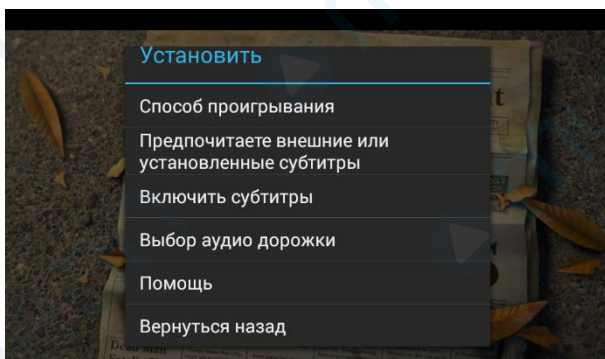 Установить
Способ проигрывания
Предпочитаете внешние или
установленные субтитры
Включить субтитры
Выбор аудио дорожки
Помощь
Вернуться назад